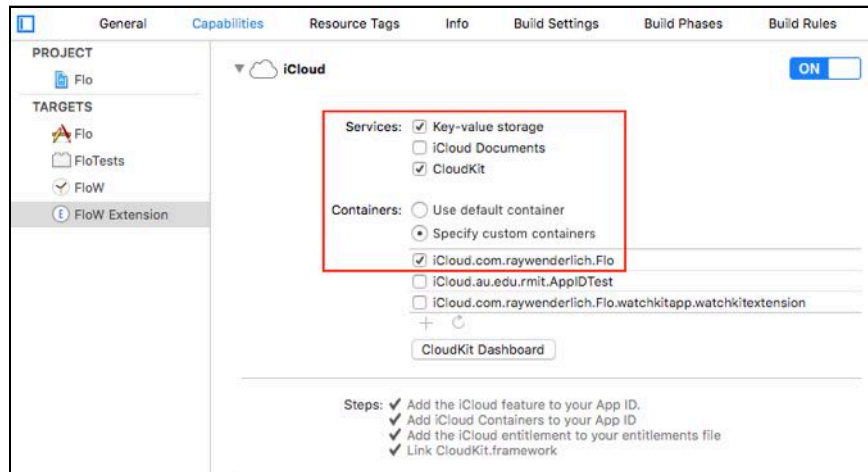 General Capabilities Resource Tags Info Build Settings Build Phases Build Rules
PROJECT
Flo
TARGETS
Flo
FloTests
FloW
E FloW Extension
iCloud
ON
Services: Key-value storage
iCloud Documents
CloudKit
Containers: Use default container
Specify custom containers
iCloud.com.raywenderlich.Flo
iCloud.au.edu.rmit.AppIDTest
iCloud.com.raywenderlich.Flo.watchkitapp.watchkitextension
CloudKit Dashboard
Steps: Add the iCloud feature to your App ID.
Add iCloud Containers to your App ID
Add the iCloud entitlement to your entitlements file
Link CloudKit.framework